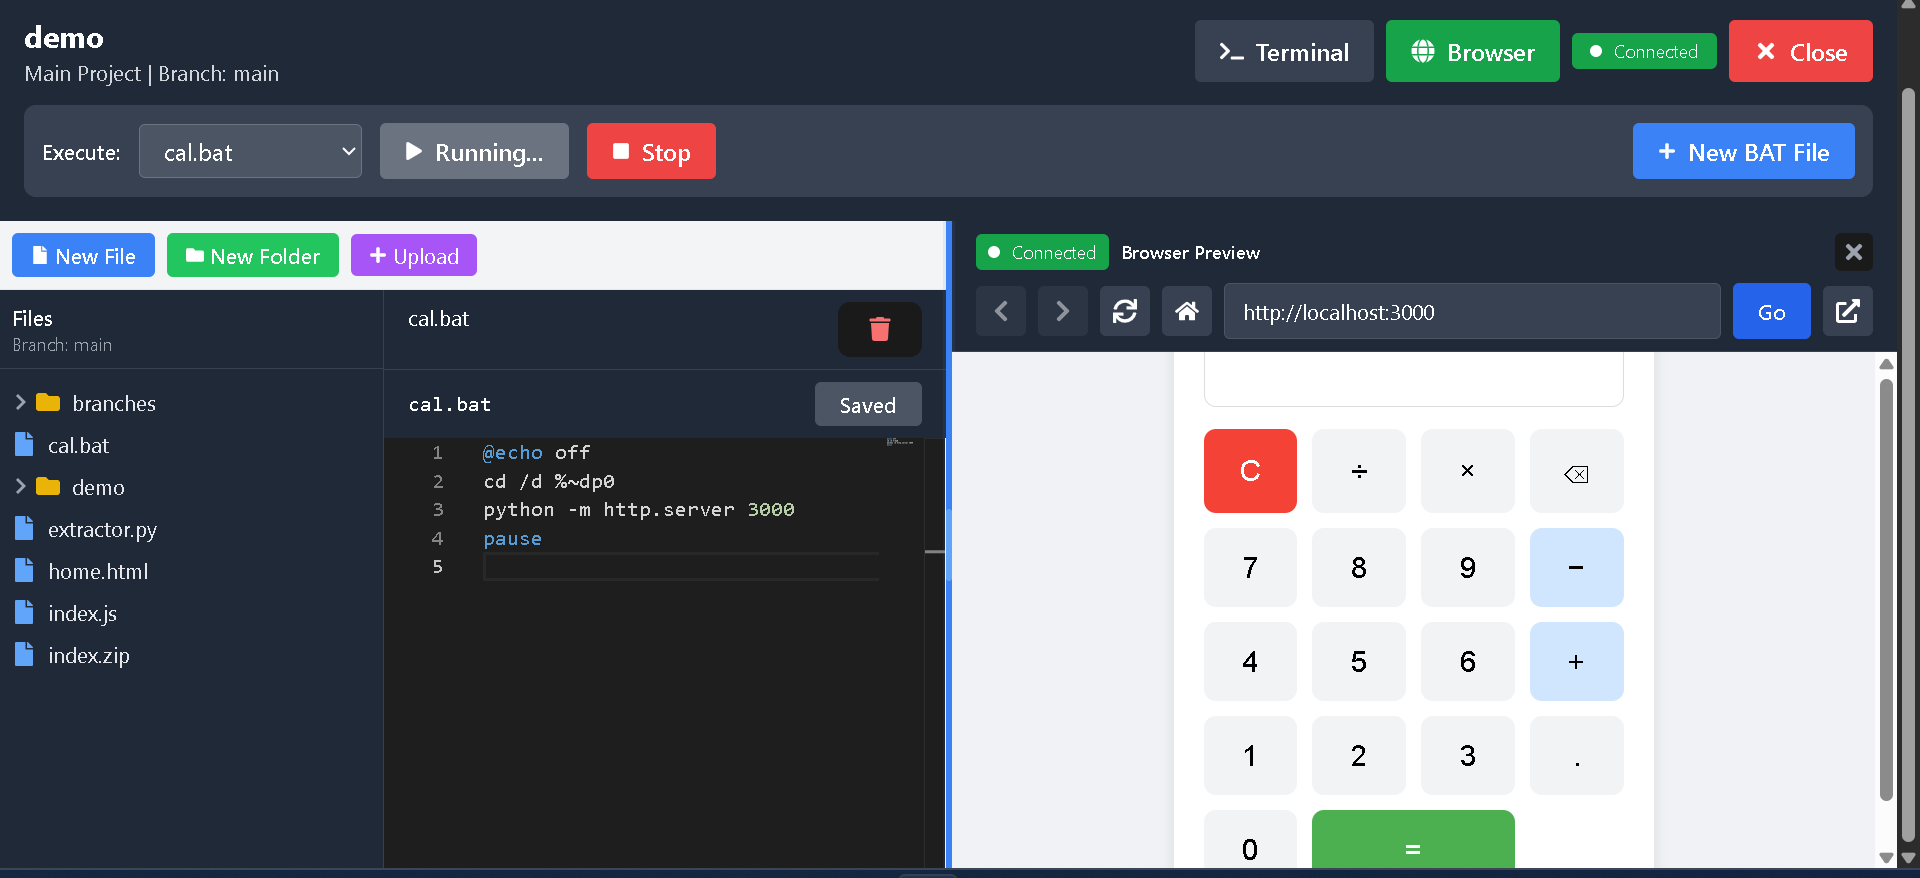 demo
Main Project | Branch: main
Terminal
Browser
Connected
Close
Execute:
cal.bat
Running...
Stop
New BAT File
New File
New Folder
Upload
Files
Branch: main
branches
cal.bat
demo
extractor.py
home.html
index.js
index.zip
cal.bat
cal.bat
Saved
1 @echo off
2 cd /d %~dp0
3 python -m http.server 3000
4 pause
5
Connected
Browser Preview
http://localhost:3000
Go
C ÷ × ⌫
7 8 9 −
4 5 6 +
1 2 3 .
0 =